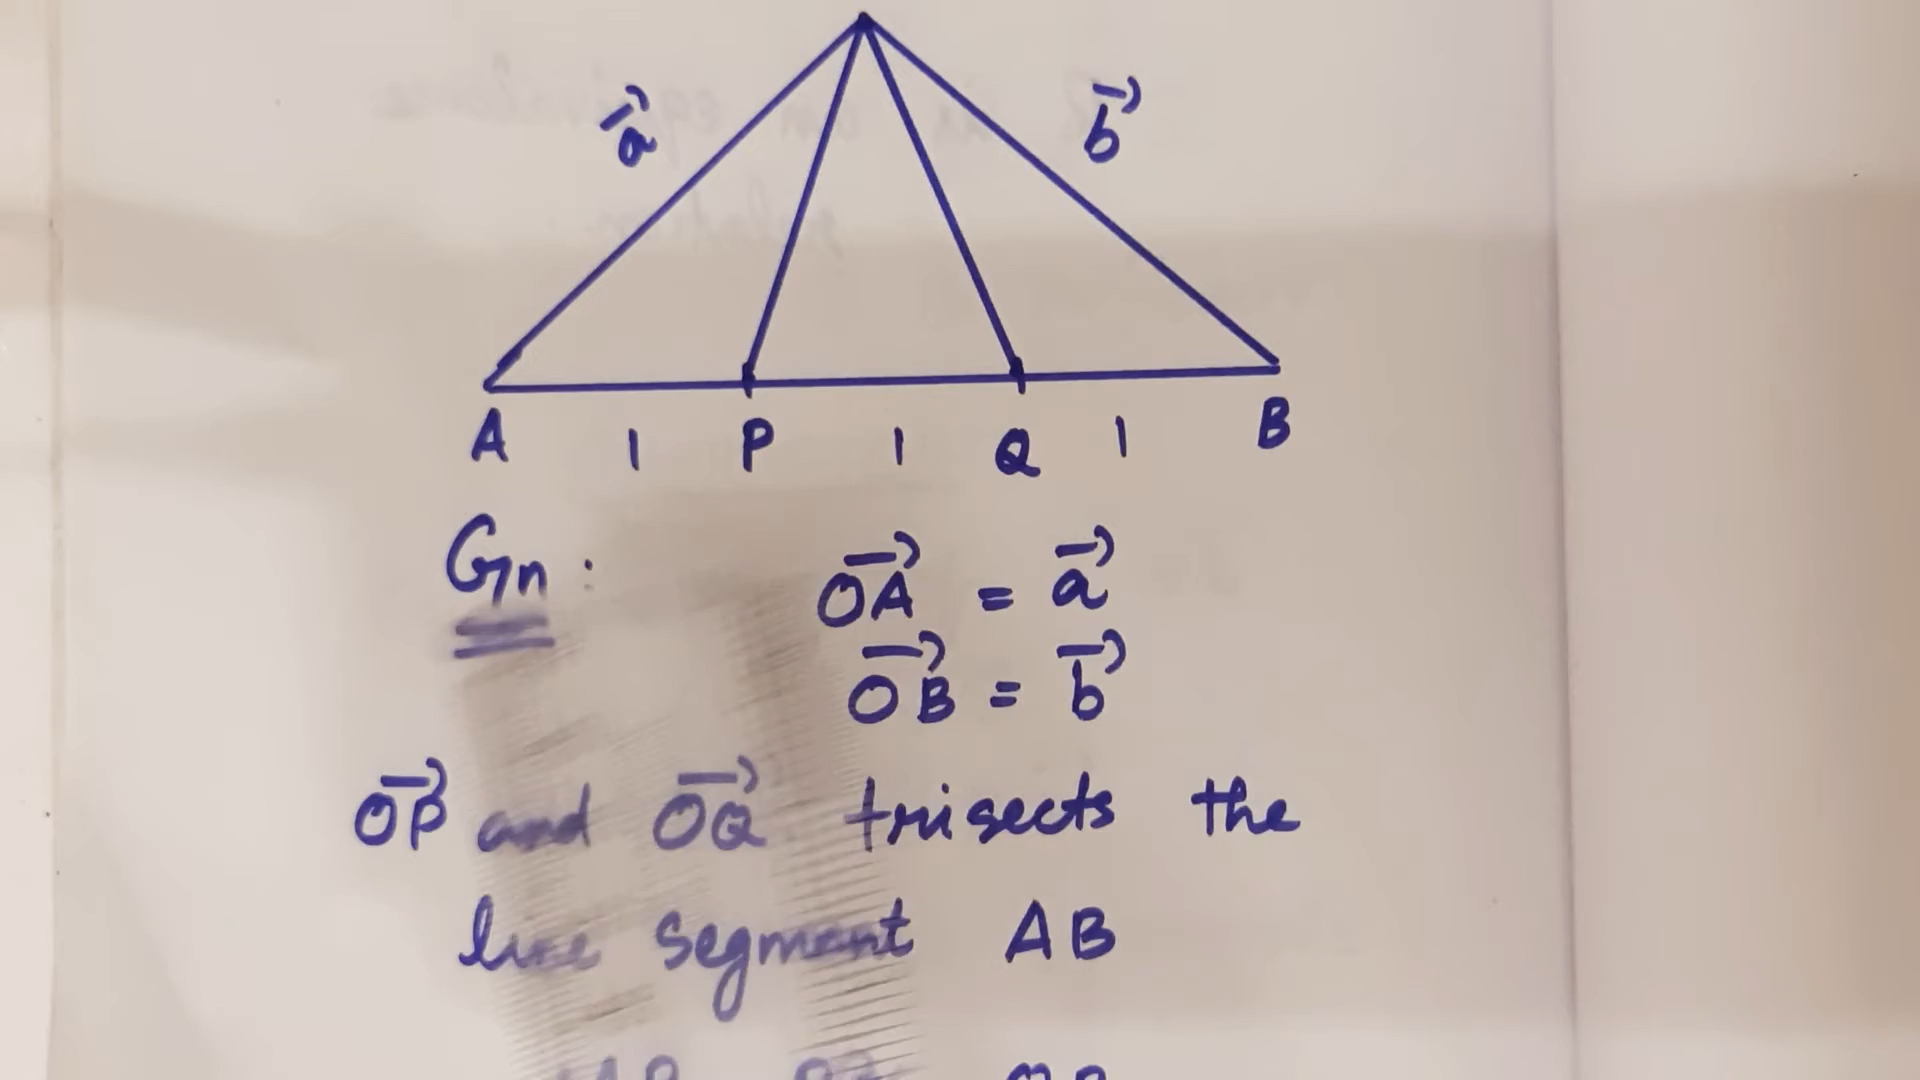 a⃗ b⃗
A 1 P 1 Q 1 B
Gn : OA⃗ = a⃗
OB⃗ = b⃗
OP⃗ and OQ⃗ trisects the
line segment AB